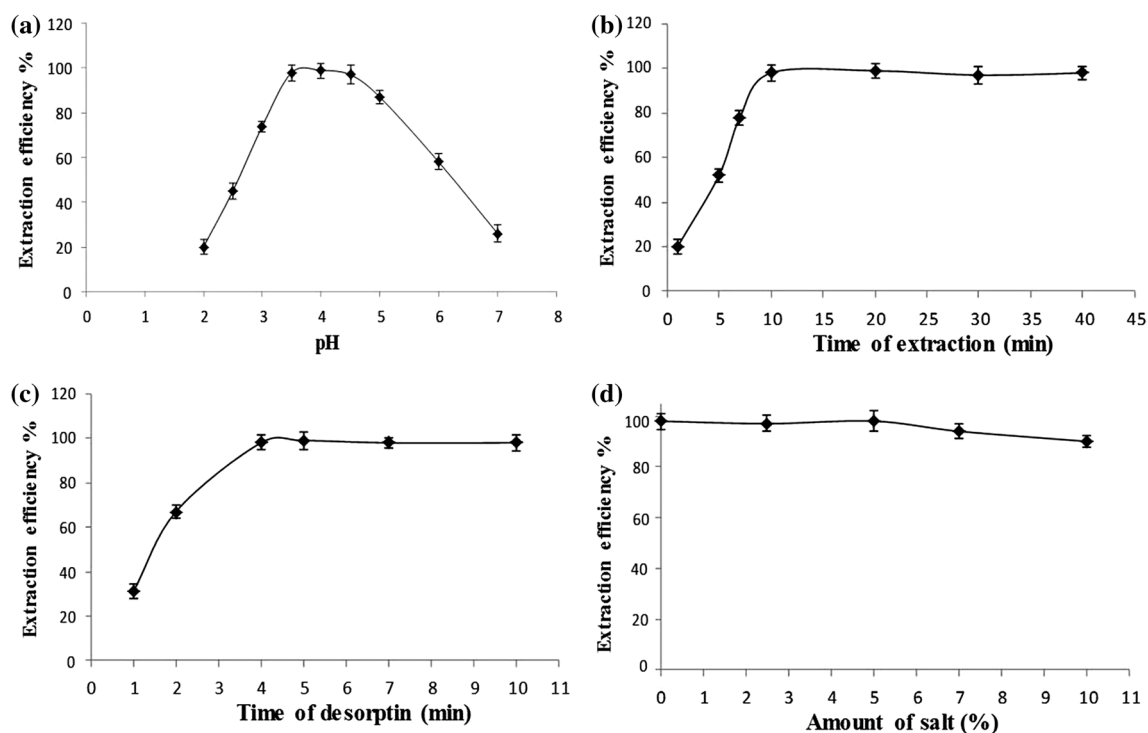 (a)
Extraction efficiency %
120
100
80
60
40
20
0
0 1 2 3 4 5 6 7 8
pH
(b)
Extraction efficiency %
120
100
80
60
40
20
0
0 5 10 15 20 25 30 35 40 45
Time of extraction (min)
(c)
Extraction efficiency %
120
100
80
60
40
20
0
0 1 2 3 4 5 6 7 8 9 10 11
Time of desorptin (min)
(d)
Extraction efficiency %
100
80
60
40
80
0
0 1 2 3 4 5 6 7 8 9 10 11
Amount of salt (%)